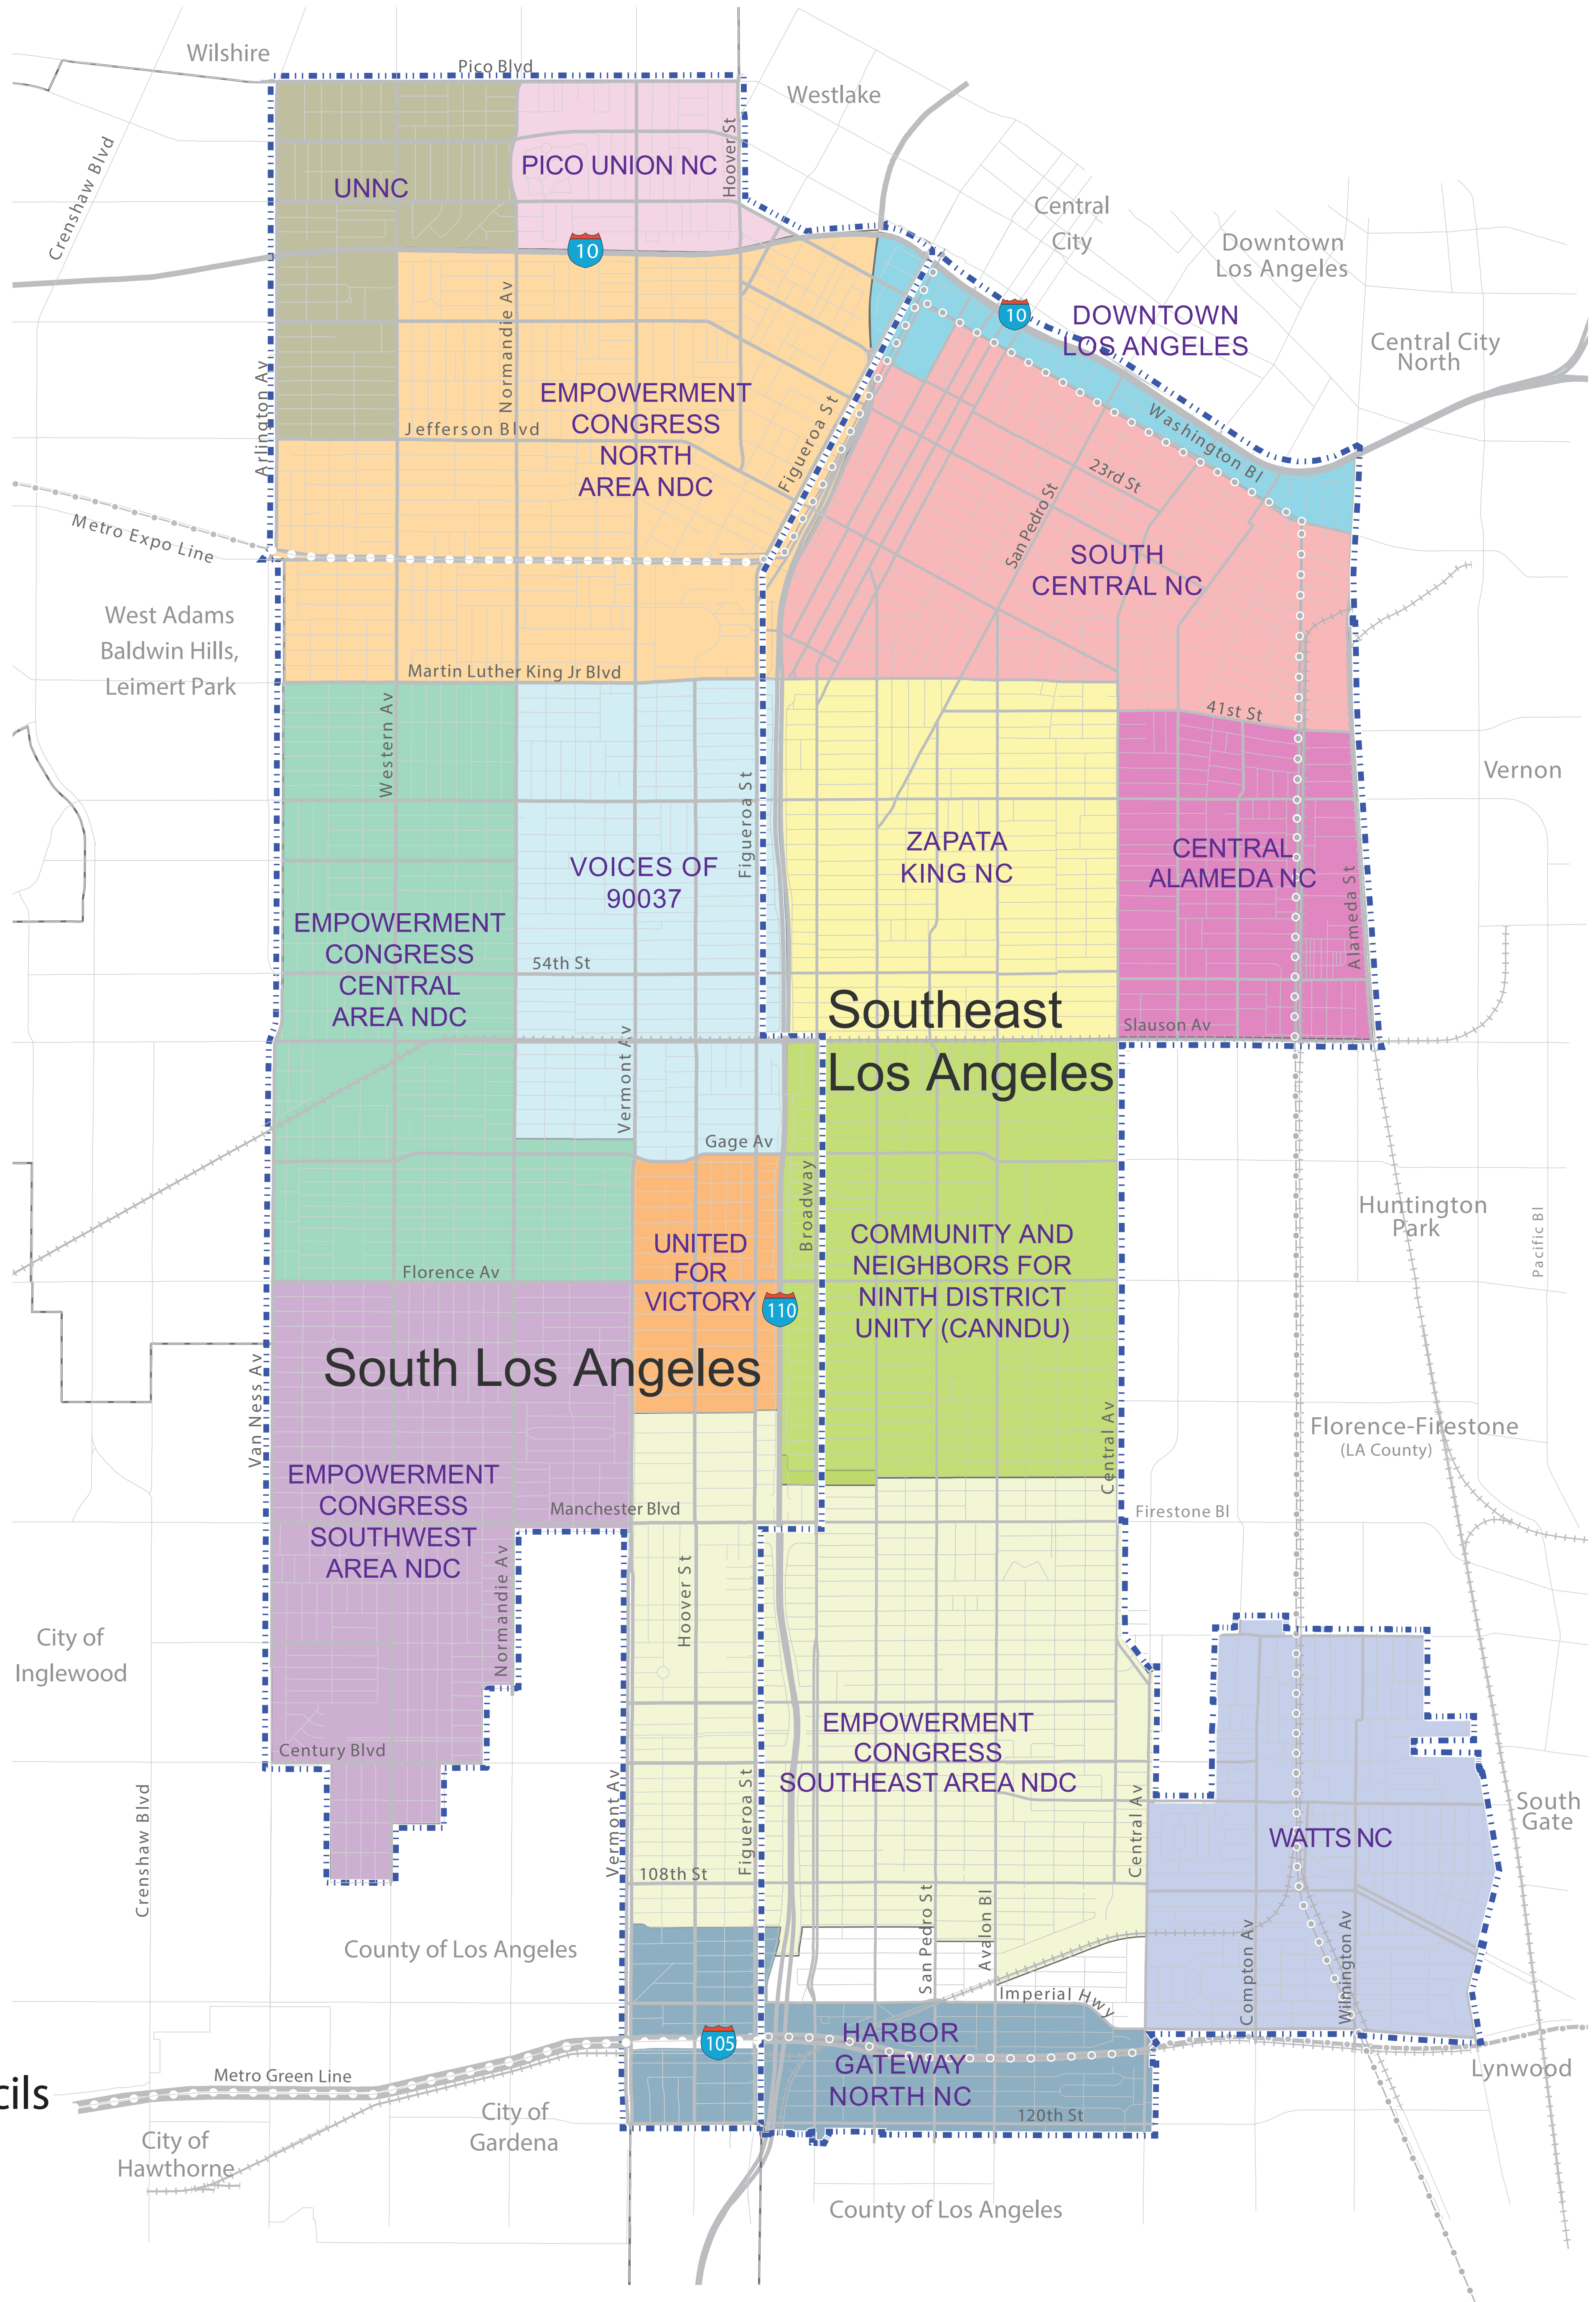 Wilshire
Pico Blvd
Westlake
Crenshaw Blvd
Hoover St
PICO UNION NC
UNNC
Central
City
10
Downtown
Los Angeles
Normandie Av
10
DOWNTOWN
LOS ANGELES
Central City
North
Arlington Av
EMPOWERMENT
CONGRESS
NORTH
AREA NDC
Jefferson Blvd
Figueroa St
Washington Bl
23rd St
San Pedro St
Metro Expo Line
SOUTH
CENTRAL NC
West Adams
Baldwin Hills,
Leimert Park
Martin Luther King Jr Blvd
Western Av
41st St
Vernon
Figueroa St
VOICES OF
90037
ZAPATA
KING NC
CENTRAL
ALAMEDA NC
Alameda St
EMPOWERMENT
CONGRESS
CENTRAL
AREA NDC
54th St
Southeast
Los Angeles
Slauson Av
Vermont Av
Gage Av
Broadway
Huntington
Park
Pacific Bl
UNITED
FOR
VICTORY
COMMUNITY AND
NEIGHBORS FOR
NINTH DISTRICT
UNITY (CANNDU)
Florence Av
110
South Los Angeles
Van Ness Av
Central Av
Florence-Firestone
(LA County)
EMPOWERMENT
CONGRESS
SOUTHWEST
AREA NDC
Manchester Blvd
Firestone Bl
Normandie Av
Hoover St
City of
Inglewood
EMPOWERMENT
CONGRESS
SOUTHEAST AREA NDC
Century Blvd
Crenshaw Blvd
Vermont Av
Figueroa St
Central Av
South
Gate
WATTS NC
108th St
San Pedro St
Avalon Bl
Compton Av
Wilmington Av
County of Los Angeles
Imperial Hwy
105
HARBOR
GATEWAY
NORTH NC
Metro Green Line
Lynwood
cils
City of
Gardena
120th St
City of
Hawthorne
County of Los Angeles